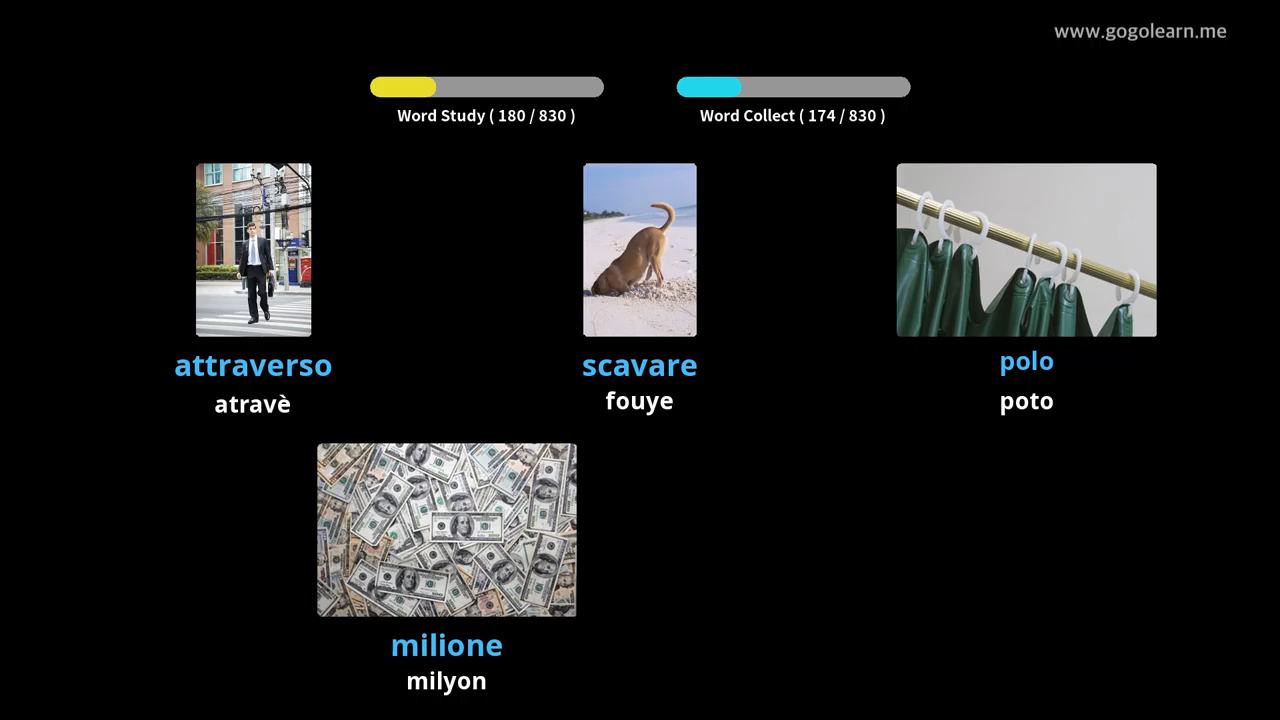 www.gogolearn.me
Word Study ( 180 / 830 )
Word Collect ( 174 / 830 )
attraverso
atravè
scavare
fouye
polo
poto
milione
milyon